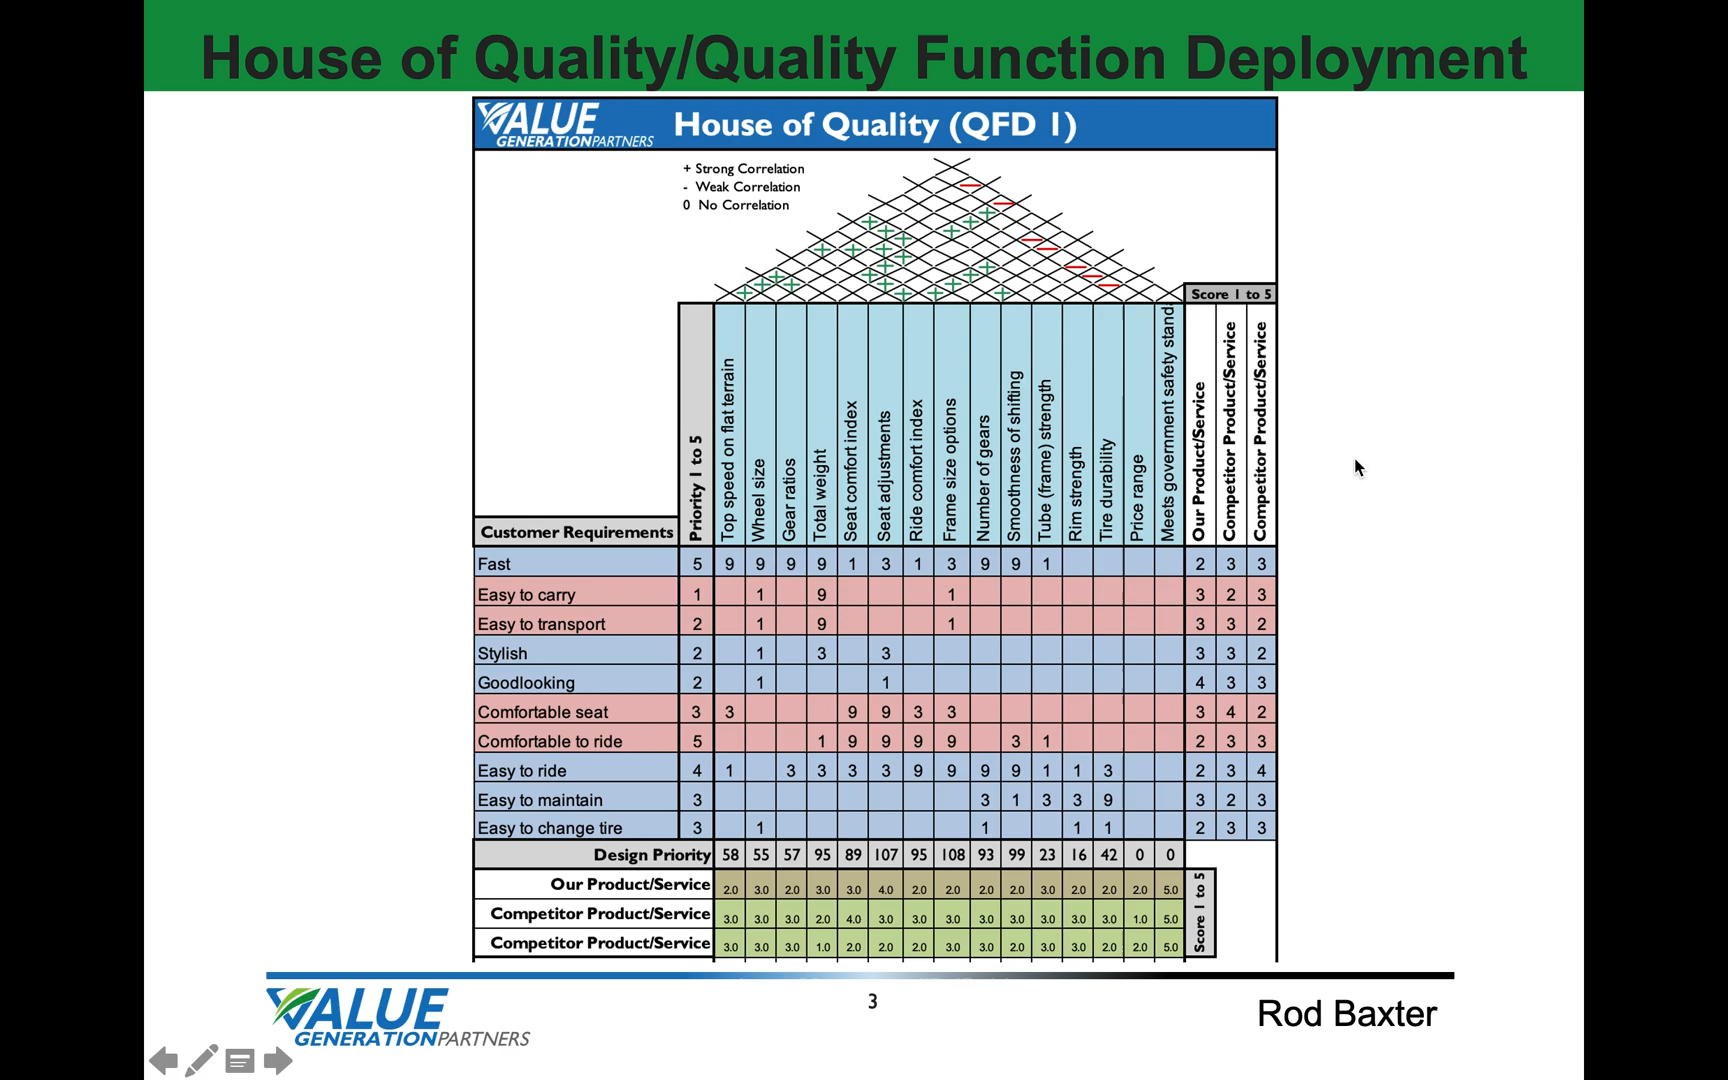 House of Quality/Quality Function Deployment
VALUE
GENERATIONPARTNERS
House of Quality (QFD 1)
+ Strong Correlation
- Weak Correlation
0 No Correlation
Score 1 to 5
Customer Requirements
Priority 1 to 5
Top speed on flat terrain
Wheel size
Gear ratios
Total weight
Seat comfort index
Seat adjustments
Ride comfort index
Frame size options
Number of gears
Smoothness of shifting
Tube (frame) strength
Rim strength
Tire durability
Price range
Meets government safety stand
Our Product/Service
Competitor Product/Service
Competitor Product/Service
Fast 5 9 9 9 9 1 3 1 3 9 9 1 2 3 3
Easy to carry 1 1 9 1 3 2 3
Easy to transport 2 1 9 1 3 3 2
Stylish 2 1 3 3 3 3 2
Goodlooking 2 1 1 4 3 3
Comfortable seat 3 3 9 9 3 3 3 4 2
Comfortable to ride 5 1 9 9 9 9 3 1 2 3 3
Easy to ride 4 1 3 3 3 3 9 9 9 9 1 1 3 2 3 4
Easy to maintain 3 3 1 3 3 9 3 2 3
Easy to change tire 3 1 1 1 1 2 3 3
Design Priority 58 55 57 95 89 107 95 108 93 99 23 16 42 0 0
Our Product/Service 2.0 3.0 2.0 3.0 3.0 4.0 2.0 2.0 2.0 2.0 3.0 2.0 2.0 2.0 5.0
Competitor Product/Service 3.0 3.0 3.0 2.0 4.0 3.0 3.0 3.0 3.0 3.0 3.0 3.0 3.0 1.0 5.0
Competitor Product/Service 3.0 3.0 3.0 1.0 2.0 2.0 2.0 3.0 3.0 2.0 3.0 3.0 2.0 2.0 5.0
Score 1 to 5
VALUE
GENERATIONPARTNERS
3
Rod Baxter